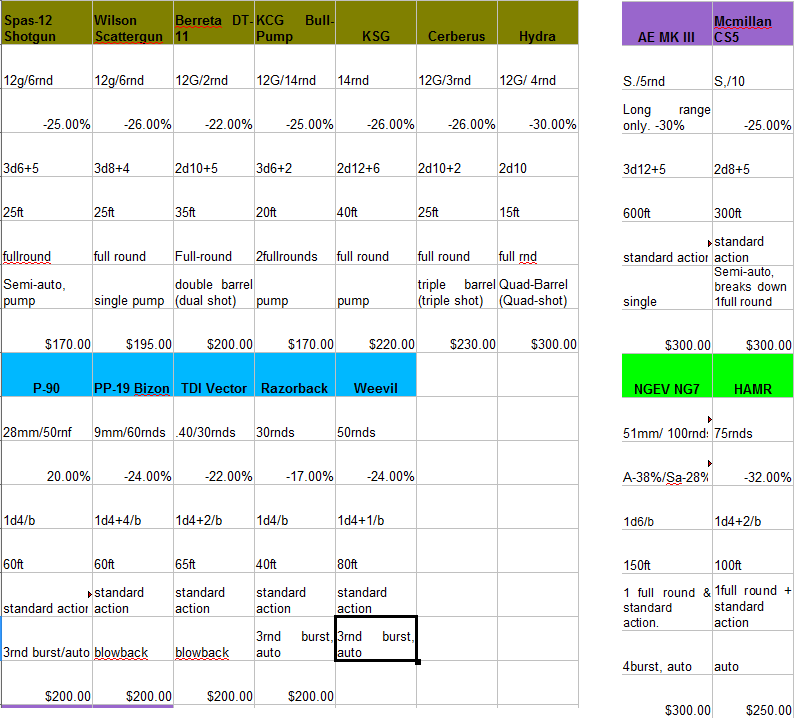 Spas-12 Shotgun	Wilson Scattergun	Berreta DT-11	KCG Bull-Pump	KSG	Cerberus	Hydra	AE MK III	Mcmillan CS5
12g/6rnd	12g/6rnd	12G/2rnd	12G/14rnd	14rnd	12G/3rnd	12G/ 4rnd	S./5rnd	S,/10
-25.00%	-26.00%	-22.00%	-25.00%	-26.00%	-26.00%	-30.00%	Long range only. -30%	-25.00%
3d6+5	3d8+4	2d10+5	3d6+2	2d12+6	2d10+2	2d10	3d12+5	2d8+5
25ft	25ft	35ft	20ft	40ft	25ft	15ft	600ft	300ft
fullround	full round	Full-round	2fullrounds	full round	full round	full rnd	standard action	standard action
Semi-auto, pump	single pump	double barrel (dual shot)	pump	pump	triple barrel (triple shot)	Quad-Barrel (Quad-shot)	single	Semi-auto, breaks down 1full round
$170.00	$195.00	$200.00	$170.00	$220.00	$230.00	$300.00	$300.00	$300.00
P-90	PP-19 Bizon	TDI Vector	Razorback	Weevil	NGEV NG7	HAMR
28mm/50rnf	9mm/60rnds	.40/30rnds	30rnds	50rnds	51mm/ 100rnds	75rnds
20.00%	-24.00%	-22.00%	-17.00%	-24.00%	A-38%/Sa-28%	-32.00%
1d4/b	1d4+4/b	1d4+2/b	1d4/b	1d4+1/b	1d6/b	1d4+2/b
60ft	60ft	65ft	40ft	80ft	150ft	100ft
standard action	standard action	standard action	standard action	standard action	1 full round & standard action.	1full round + standard action
3rnd burst/auto	blowback	blowback	3rnd burst, auto	3rnd burst, auto	4burst, auto	auto
$200.00	$200.00	$200.00	$200.00	$300.00	$250.00